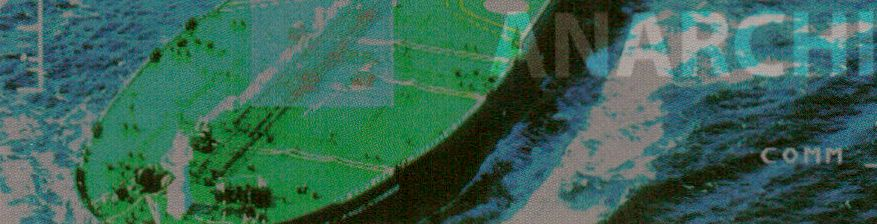 ANARCHI
COMM _